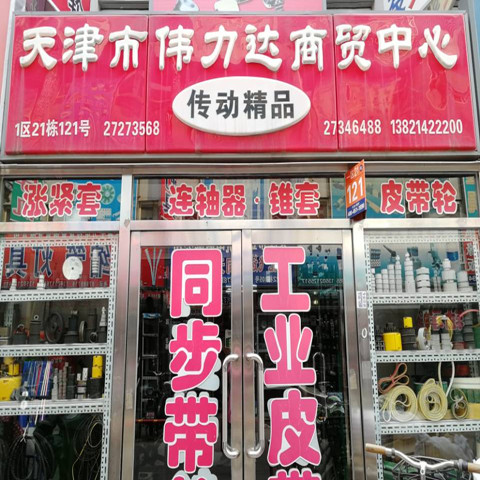 天津市伟力达商贸中心
传动精品
1区21栋121号 27273568
27346488 13821422200
涨紧套 连轴器·锥套 皮带轮
121
同步带
工业皮带